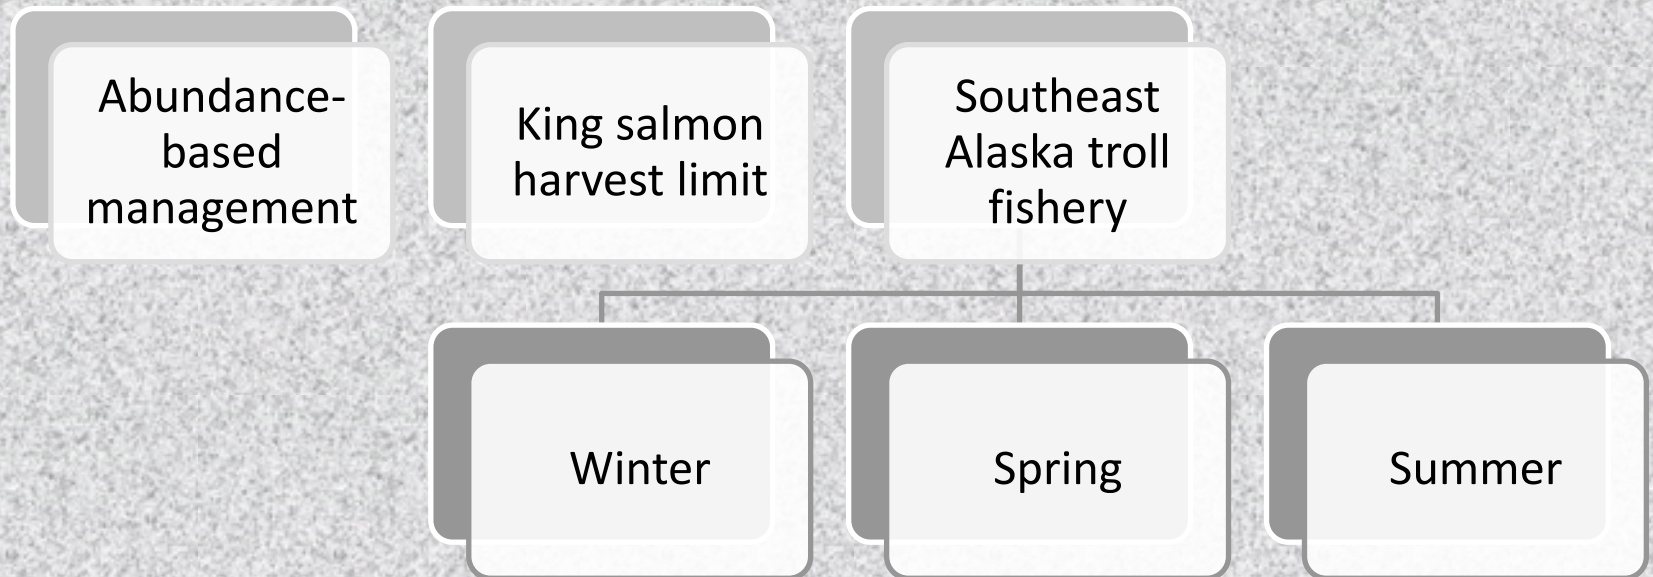 Abundance-
based
management
King salmon
harvest limit
Southeast
Alaska troll
fishery
Winter
Spring
Summer